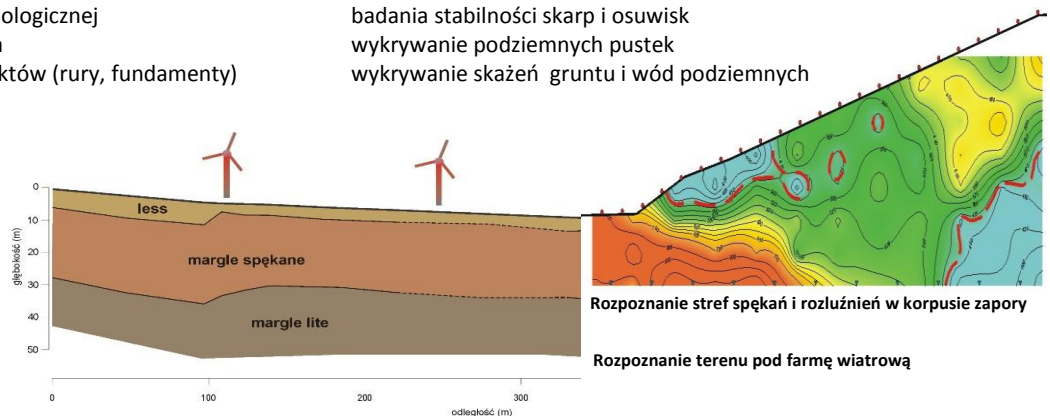 eologicznej
któw (rury, fundamenty)
badania stabilności skarp i osuwisk
wykrywanie podziemnych pustek
wykrywanie skażeń gruntu i wód podziemnych
0
10
20
30
40
50
głębokość (m)
less
margle spękane
margle lite
0
100
200
300
odległość (m)
Rozpoznanie stref spękań i rozluźnień w korpusie zapory
Rozpoznanie terenu pod farmę wiatrową